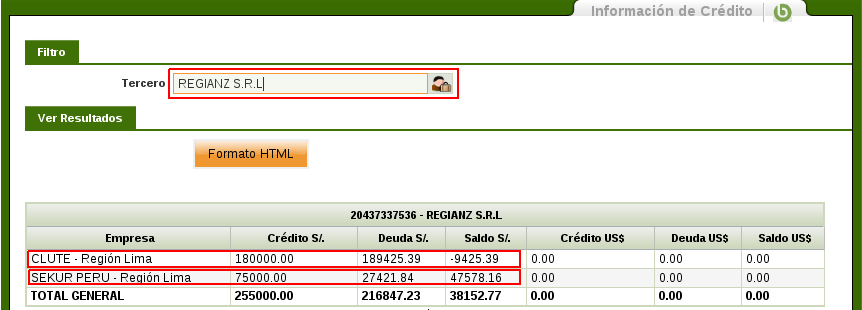 Información de Crédito
Filtro
Tercero REGIANZ S.R.L
Ver Resultados
Formato HTML
20437337536 - REGIANZ S.R.L
Empresa Crédito S/. Deuda S/. Saldo S/. Crédito US$ Deuda US$ Saldo US$
CLUTE - Región Lima 180000.00 189425.39 -9425.39 0.00 0.00 0.00
SEKUR PERU - Región Lima 75000.00 27421.84 47578.16 0.00 0.00 0.00
TOTAL GENERAL 255000.00 216847.23 38152.77 0.00 0.00 0.00